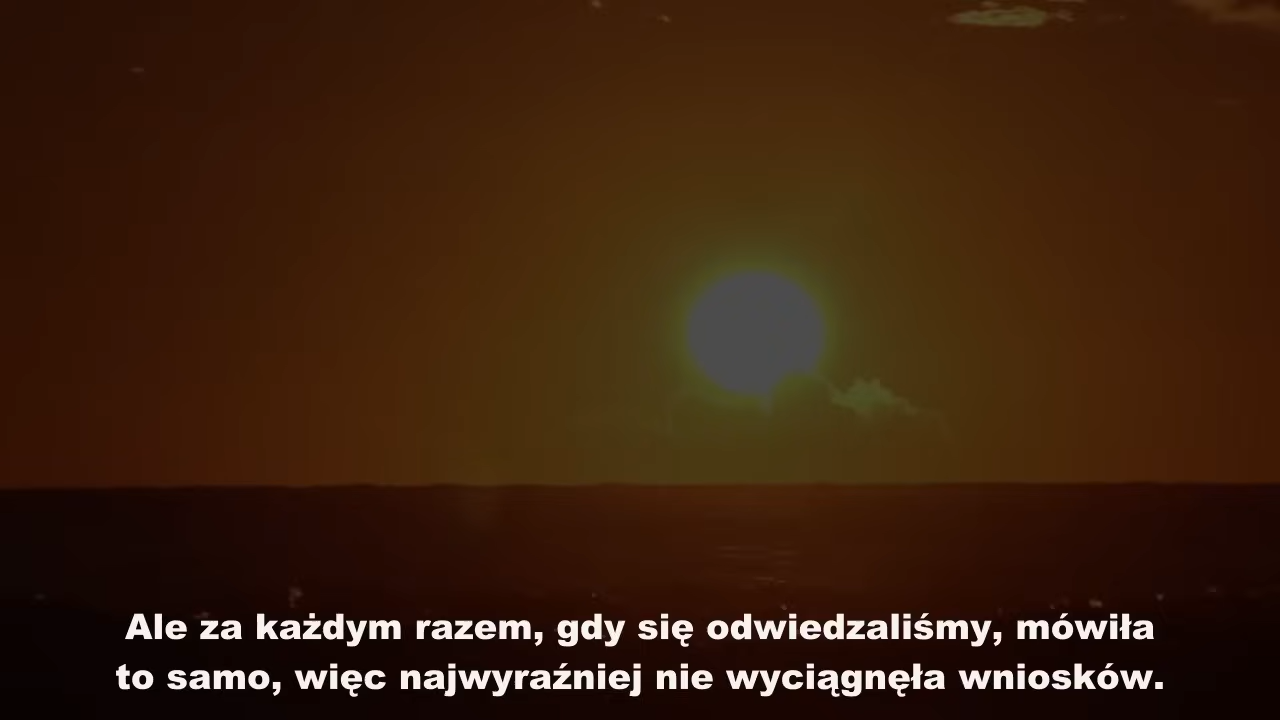 Ale za każdym razem, gdy się odwiedzaliśmy, mówiła
to samo, więc najwyraźniej nie wyciągnęła wniosków.